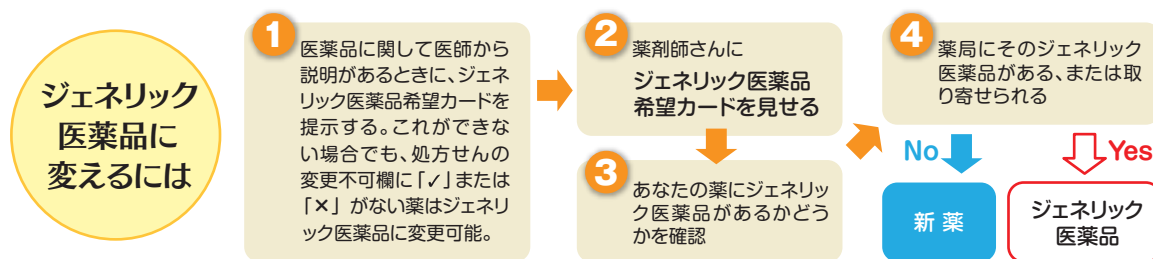 ジェネリック
医薬品に
変えるには
1
医薬品に関して医師から
説明があるときに、ジェネ
リック医薬品希望カードを
提示する。これができな
い場合でも、処方せんの
変更不可欄に「✓」または
「×」がない薬はジェネリ
ック医薬品に変更可能。
2
薬剤師さんに
ジェネリック医薬品
希望カードを見せる
3
あなたの薬にジェネリッ
ク医薬品があるかどう
かを確認
4
薬局にそのジェネリック
医薬品がある、または取
り寄せられる
No
Yes
新薬
ジェネリック
医薬品